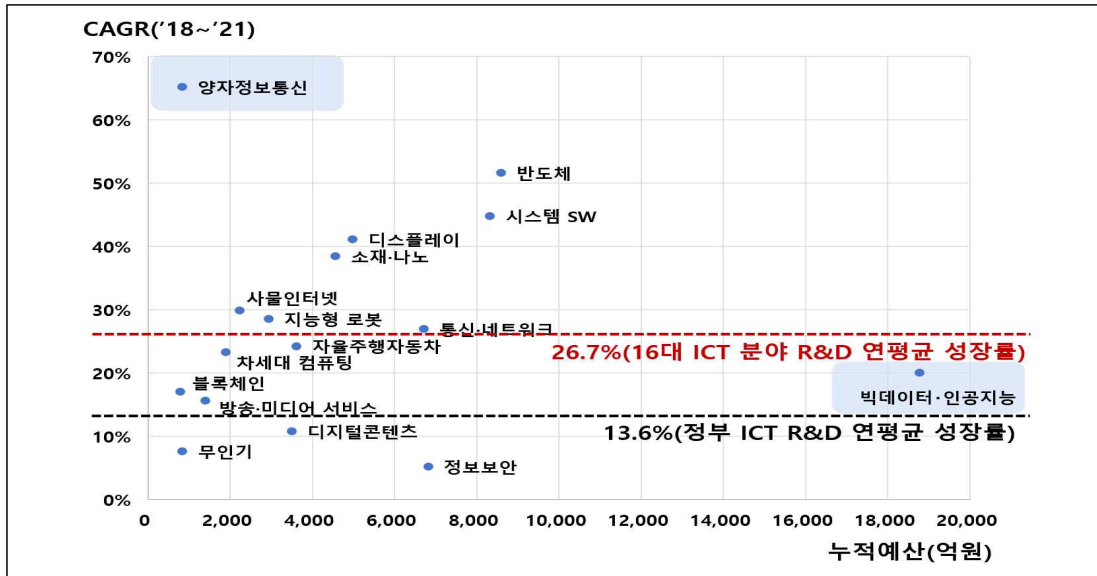 CAGR('18~'21)
70%
양자정보통신
60%
반도체
50%
시스템 SW
40%
디스플레이
소재·나노
30%
사물인터넷
지능형 로봇
통신·네트워크
자율주행자동차
26.7%(16대 ICT 분야 R&D 연평균 성장률)
차세대 컴퓨팅
20%
블록체인
빅데이터·인공지능
방송·미디어 서비스
13.6%(정부 ICT R&D 연평균 성장률)
디지털콘텐츠
10%
무인기
정보보안
0%
0 2,000 4,000 6,000 8,000 10,000 12,000 14,000 16,000 18,000 20,000
누적예산(억원)